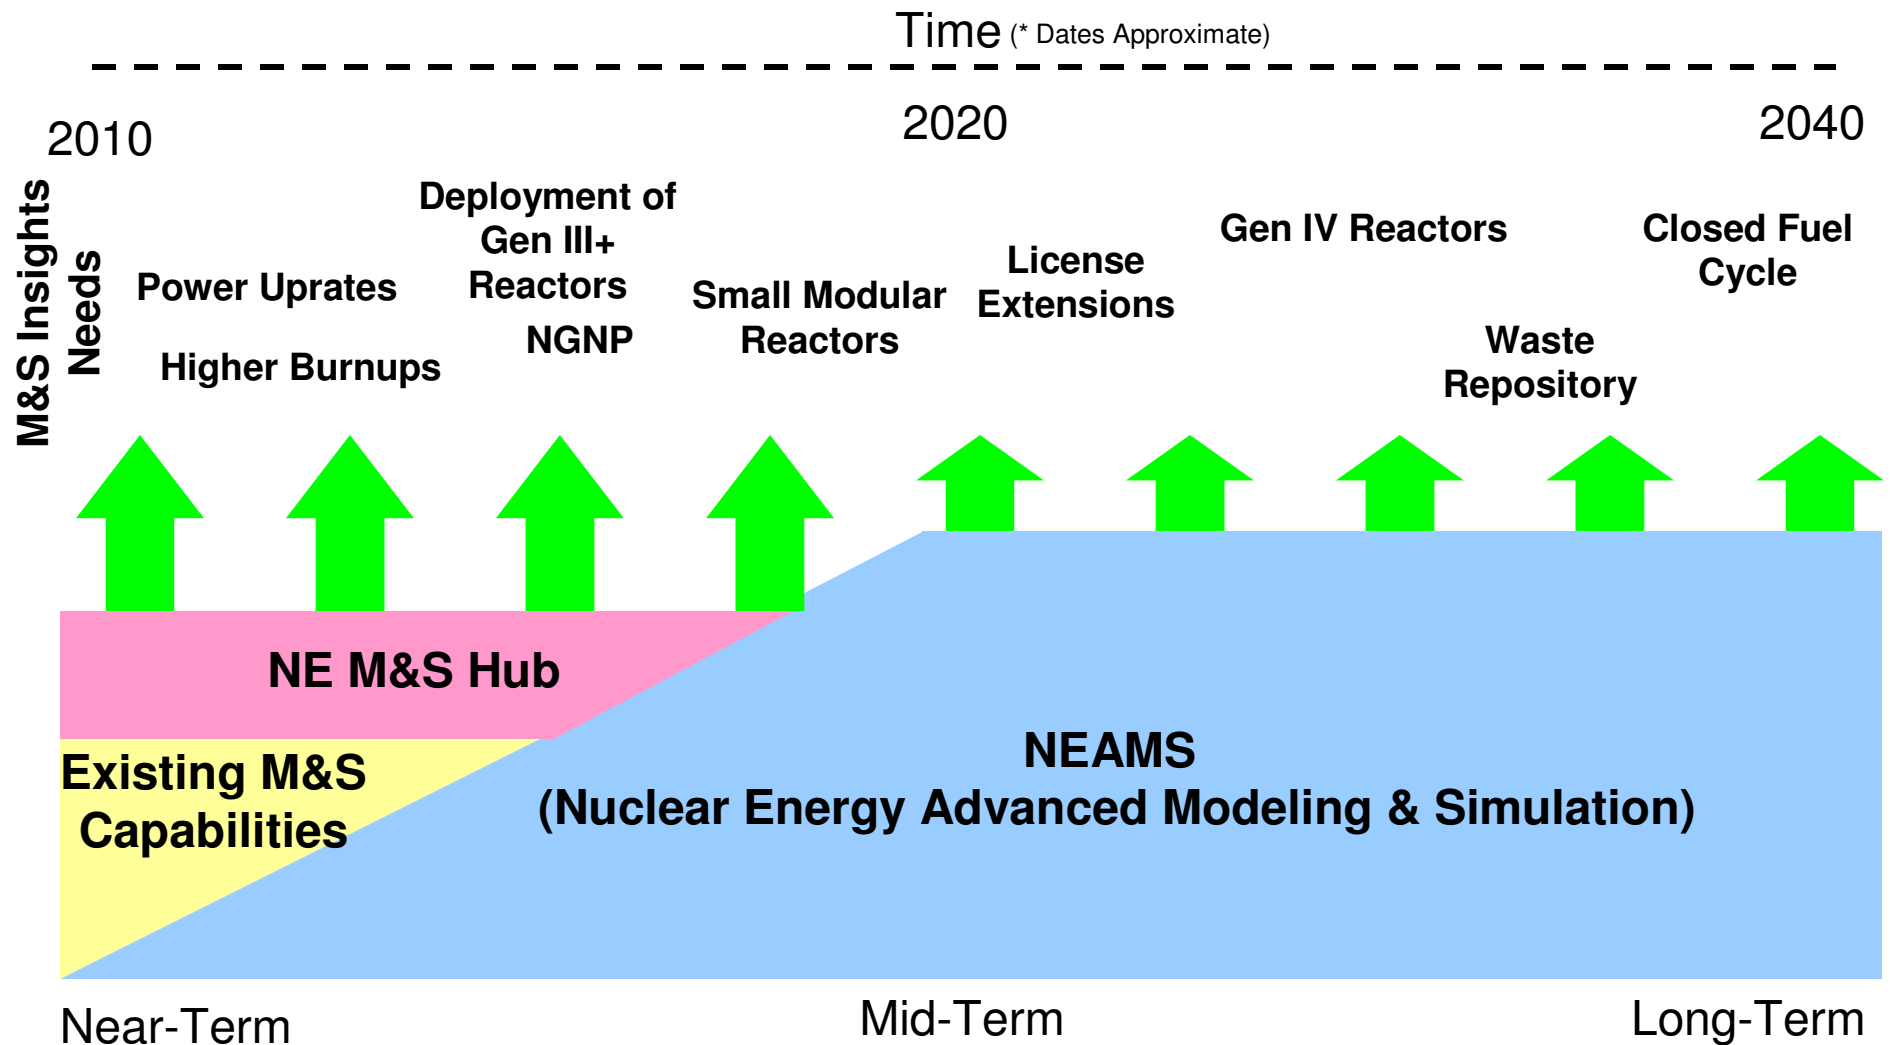 Time (* Dates Approximate)
2010
2020
2040
M&S Insights
Needs
Power Uprates
Higher Burnups
Deployment of
Gen III+
Reactors
NGNP
Small Modular
Reactors
License
Extensions
Gen IV Reactors
Waste
Repository
Closed Fuel
Cycle
NE M&S Hub
Existing M&S
Capabilities
NEAMS
(Nuclear Energy Advanced Modeling & Simulation)
Near-Term
Mid-Term
Long-Term